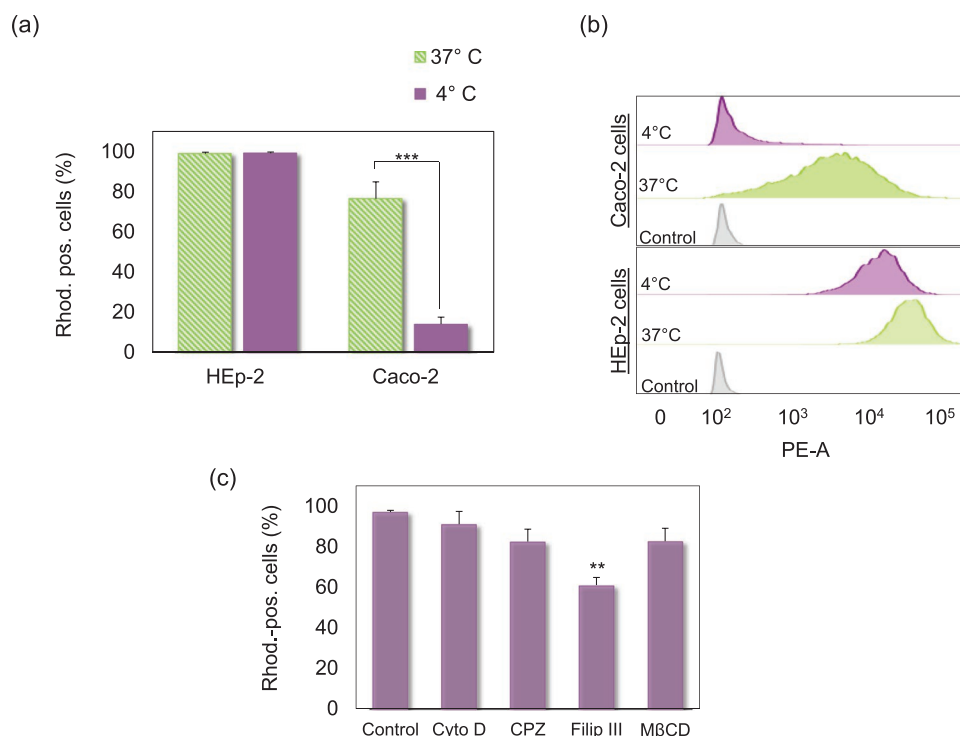 (a)
37° C
4° C
Rhod. pos. cells (%)
100
80
60
40
20
0
***
HEp-2
Caco-2
(b)
Caco-2 cells
4°C
37°C
Control
HEp-2 cells
4°C
37°C
Control
0 10² 10³ 10⁴ 10⁵
PE-A
(c)
Rhod.-pos. cells (%)
100
80
60
40
20
0
**
Control Cyto D CPZ Filip III MβCD